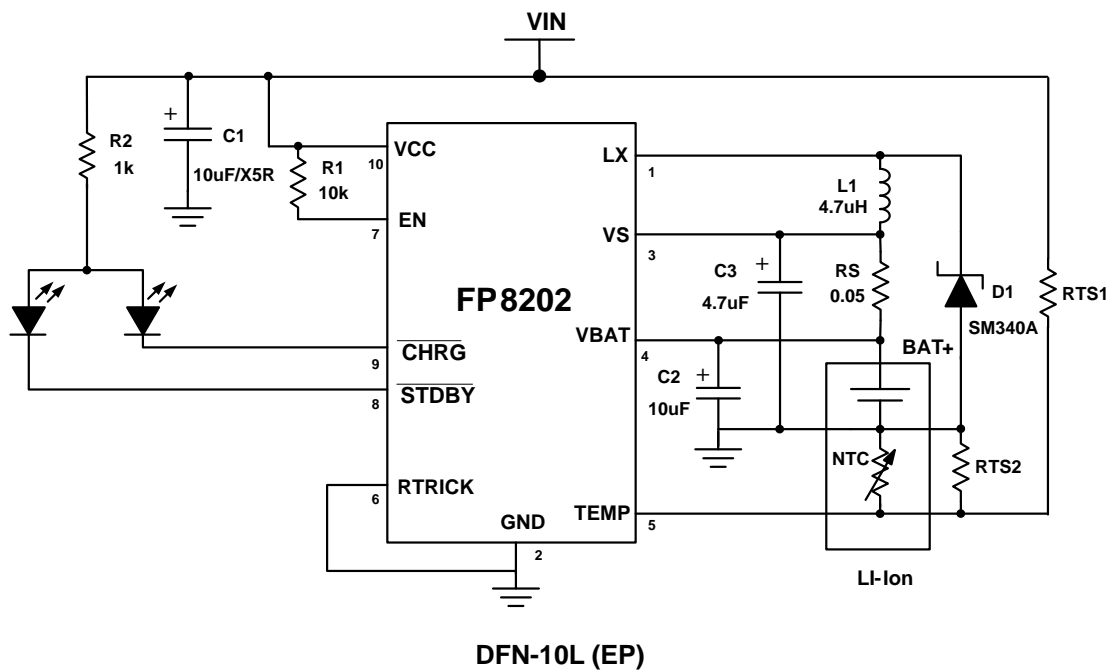 VIN
R2
1k
+
C1
10uF/X5R
R1
10k
VCC
10
EN
7
LX
1
L1
4.7uH
VS
3
C3
+
4.7uF
RS
0.05
D1
SM340A
RTS1
FP8202
VBAT
4
BAT+
CHRG
9
STDBY
8
C2
+
10uF
NTC
RTS2
RTRICK
6
GND
2
TEMP
5
LI-Ion
DFN-10L (EP)